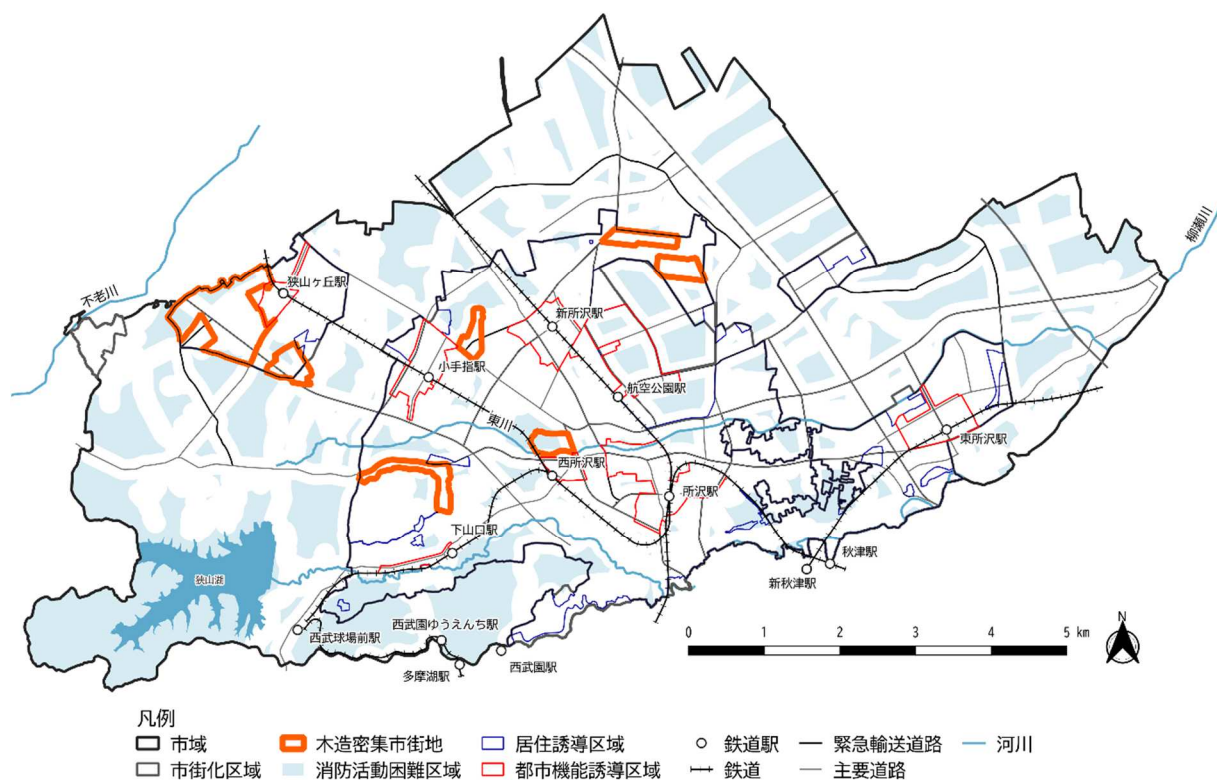 柳瀬川
不老川
狭山ヶ丘駅
新所沢駅
小手指駅
航空公園駅
東川
東所沢駅
西所沢駅
所沢駅
下山口駅
秋津駅
新秋津駅
狭山湖
西武球場前駅
西武園ゆうえんち駅
西武園駅
多摩湖駅
0 1 2 3 4 5 km
N
凡例
市域 木造密集市街地 居住誘導区域 鉄道駅 緊急輸送道路 河川
市街化区域 消防活動困難区域 都市機能誘導区域 鉄道 主要道路